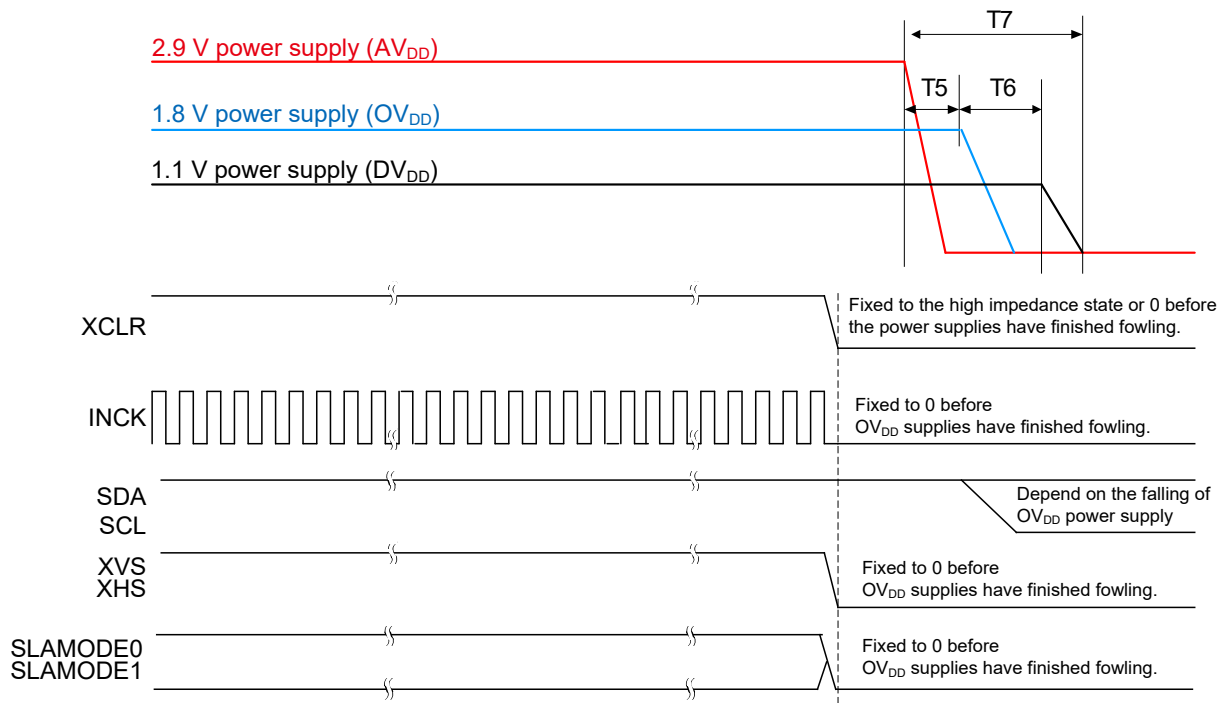 T7
2.9 V power supply (AVDD)
T5 T6
1.8 V power supply (OVDD)
1.1 V power supply (DVDD)
XCLR
Fixed to the high impedance state or 0 before
the power supplies have finished fowling.
INCK
Fixed to 0 before
OVDD supplies have finished fowling.
SDA
SCL
Depend on the falling of
OVDD power supply
XVS
XHS
Fixed to 0 before
OVDD supplies have finished fowling.
SLAMODE0
SLAMODE1
Fixed to 0 before
OVDD supplies have finished fowling.